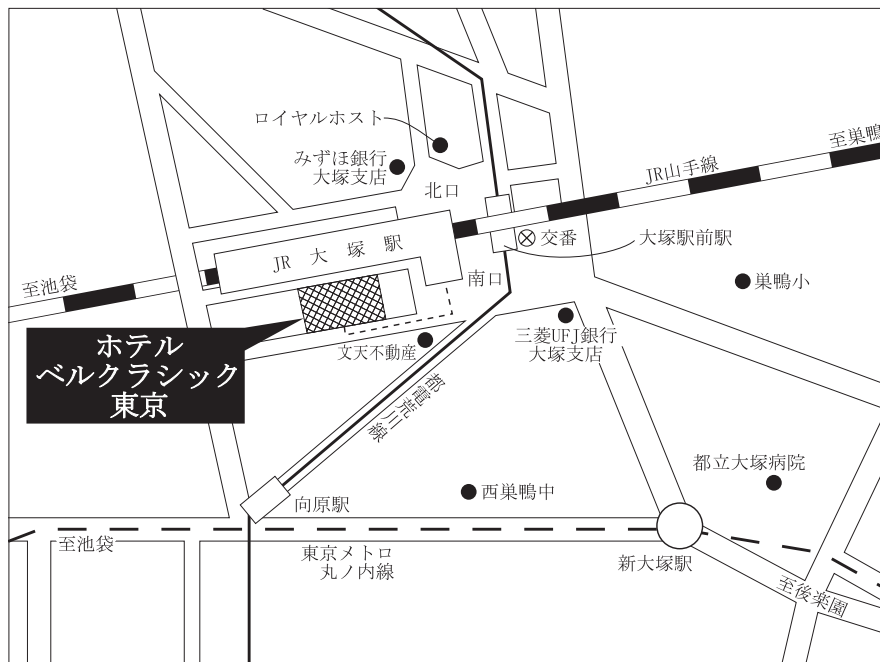 ロイヤルホスト
みずほ銀行
大塚支店
北口
JR山手線
至巣鴨
JR 大 塚 駅
交番
大塚駅前駅
至池袋
南口
巣鴨小
ホテル
ベルクラシック
東京
文天不動産
三菱UFJ銀行
大塚支店
都電荒川線
都立大塚病院
西巣鴨中
向原駅
至池袋
東京メトロ
丸ノ内線
新大塚駅
至後楽園